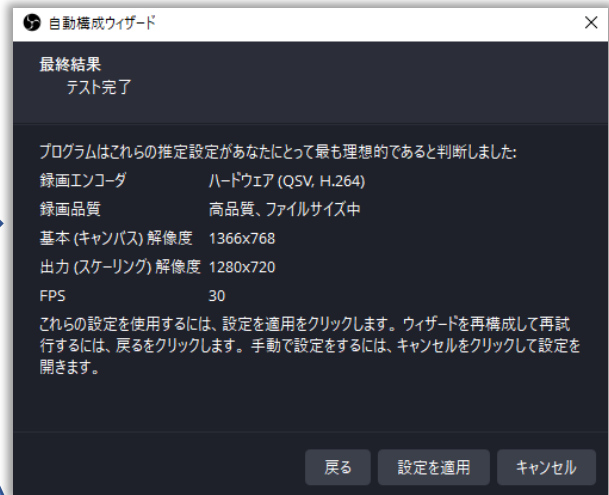 自動構成ウィザード
最終結果
テスト完了
プログラムはこれらの推定設定があなたにとって最も理想的であると判断しました:
録画エンコーダ ハードウェア (QSV, H.264)
録画品質 高品質、ファイルサイズ中
基本 (キャンバス) 解像度 1366x768
出力 (スケーリング) 解像度 1280x720
FPS 30
これらの設定を使用するには、設定を適用をクリックします。ウィザードを再構成して再試
行するには、戻るをクリックします。手動で設定をするには、キャンセルをクリックして設定を
開きます。
戻る 設定を適用 キャンセル